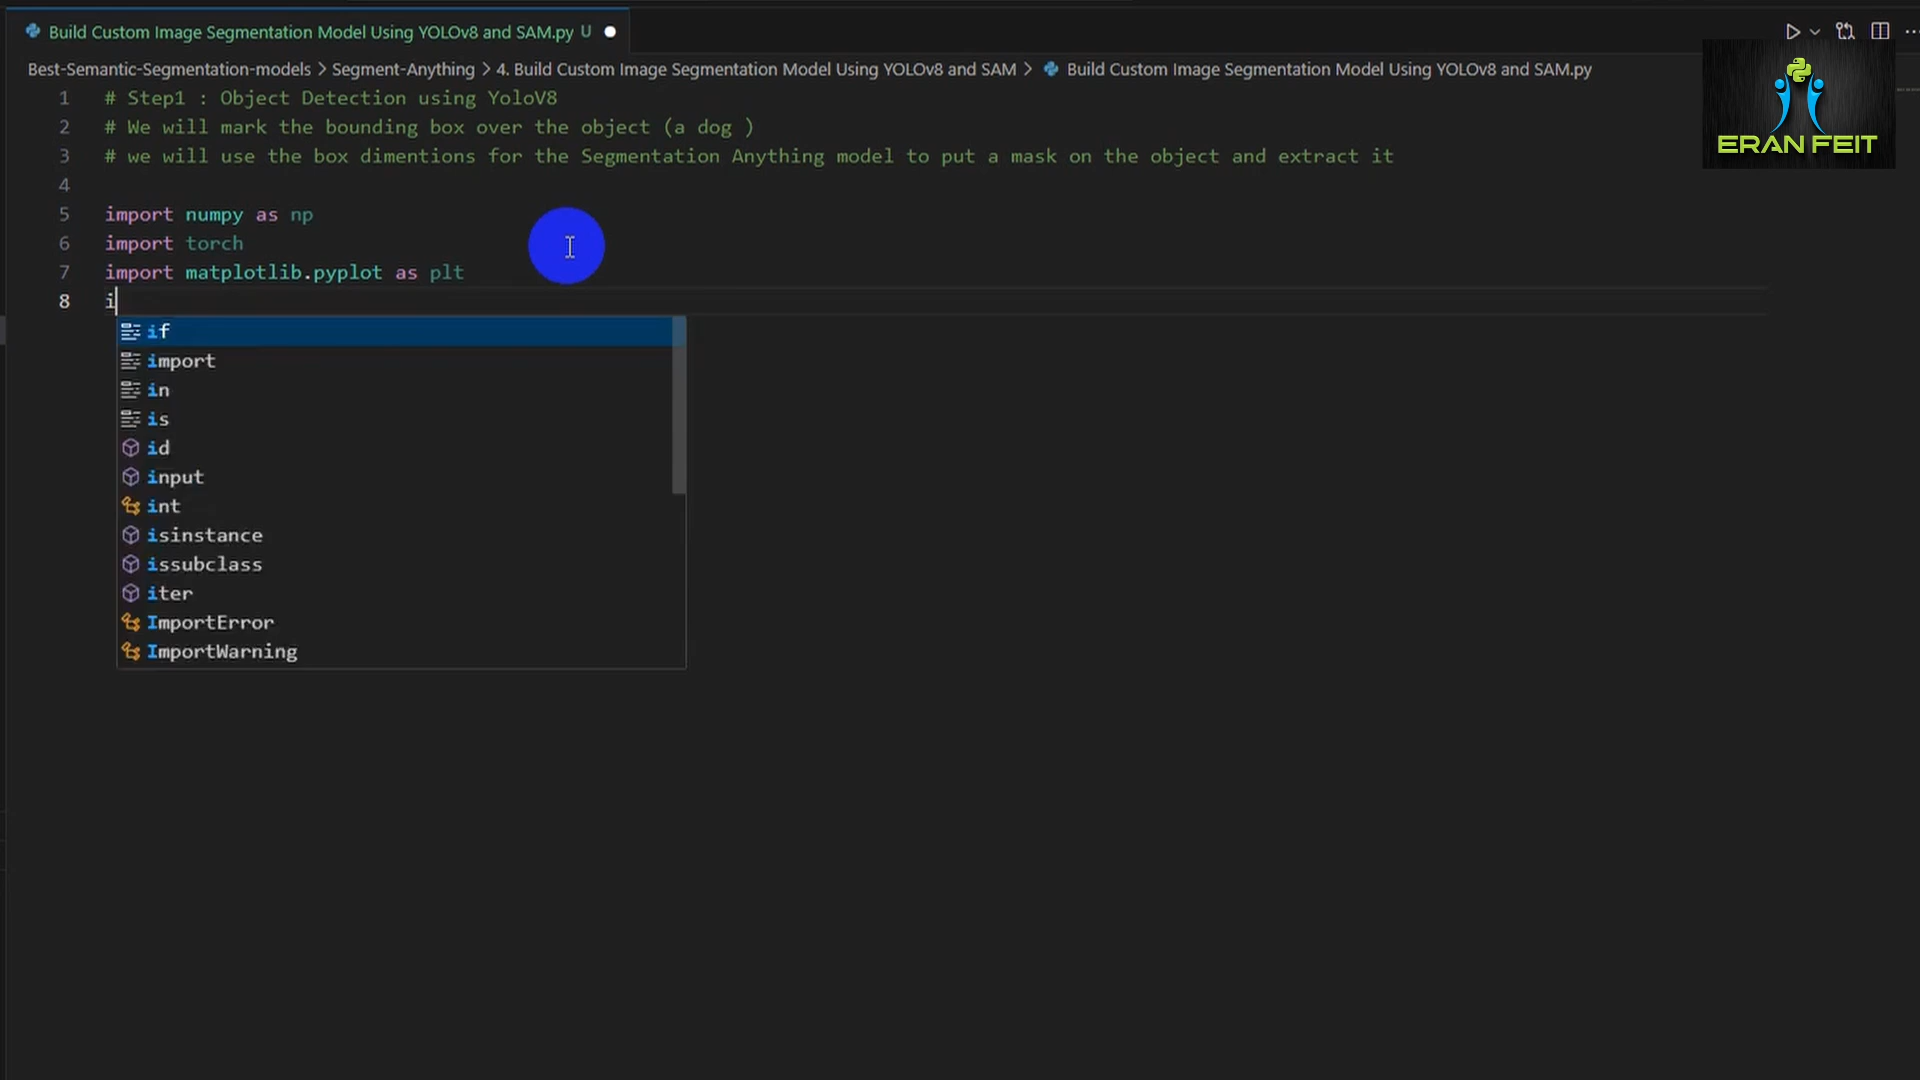 Build Custom Image Segmentation Model Using YOLOv8 and SAM.py U
Best-Semantic-Segmentation-models > Segment-Anything > 4. Build Custom Image Segmentation Model Using YOLOv8 and SAM > Build Custom Image Segmentation Model Using YOLOv8 and SAM.py
ERAN FEIT
1 # Step1 : Object Detection using YoloV8
2 # We will mark the bounding box over the object (a dog )
3 # we will use the box dimentions for the Segmentation Anything model to put a mask on the object and extract it
4
5 import numpy as np
6 import torch
7 import matplotlib.pyplot as plt
8 i
if
import
in
is
id
input
int
isinstance
issubclass
iter
ImportError
ImportWarning